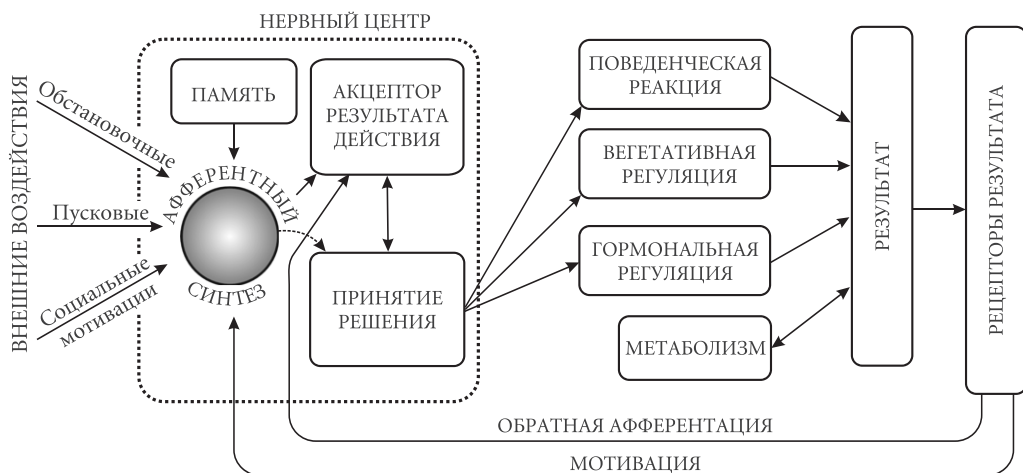 НЕРВНЫЙ ЦЕНТР
ВНЕШНИЕ ВОЗДЕЙСТВИЯ
Обстановочные
Пусковые
Социальные
мотивации
ПАМЯТЬ
АФФЕРЕНТНЫЙ
СИНТЕЗ
АКЦЕПТОР
РЕЗУЛЬТАТА
ДЕЙСТВИЯ
ПРИНЯТИЕ
РЕШЕНИЯ
ПОВЕДЕНЧЕСКАЯ
РЕАКЦИЯ
ВЕГЕТАТИВНАЯ
РЕГУЛЯЦИЯ
ГОРМОНАЛЬНАЯ
РЕГУЛЯЦИЯ
МЕТАБОЛИЗМ
РЕЗУЛЬТАТ
РЕЦЕПТОРЫ РЕЗУЛЬТАТА
ОБРАТНАЯ АФФЕРЕНТАЦИЯ
МОТИВАЦИЯ